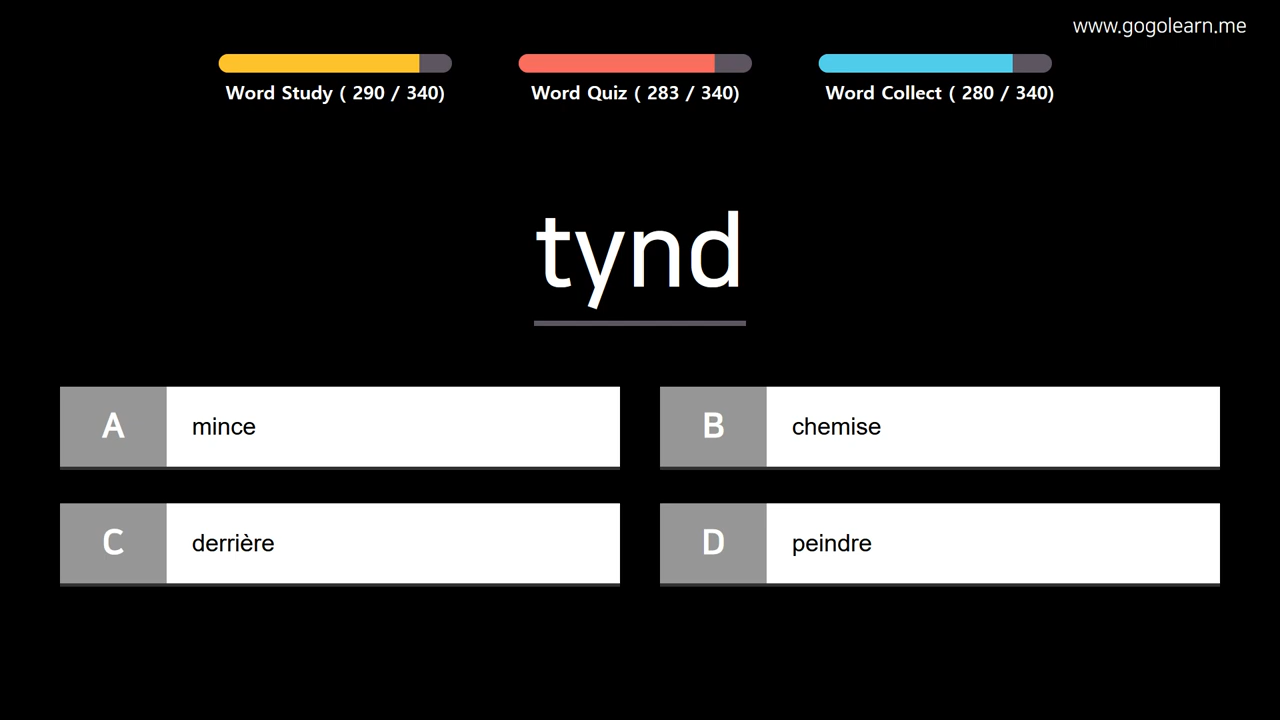 www.gogolearn.me
Word Study ( 290 / 340)
Word Quiz ( 283 / 340)
Word Collect ( 280 / 340)
tynd
A mince
B chemise
C derrière
D peindre